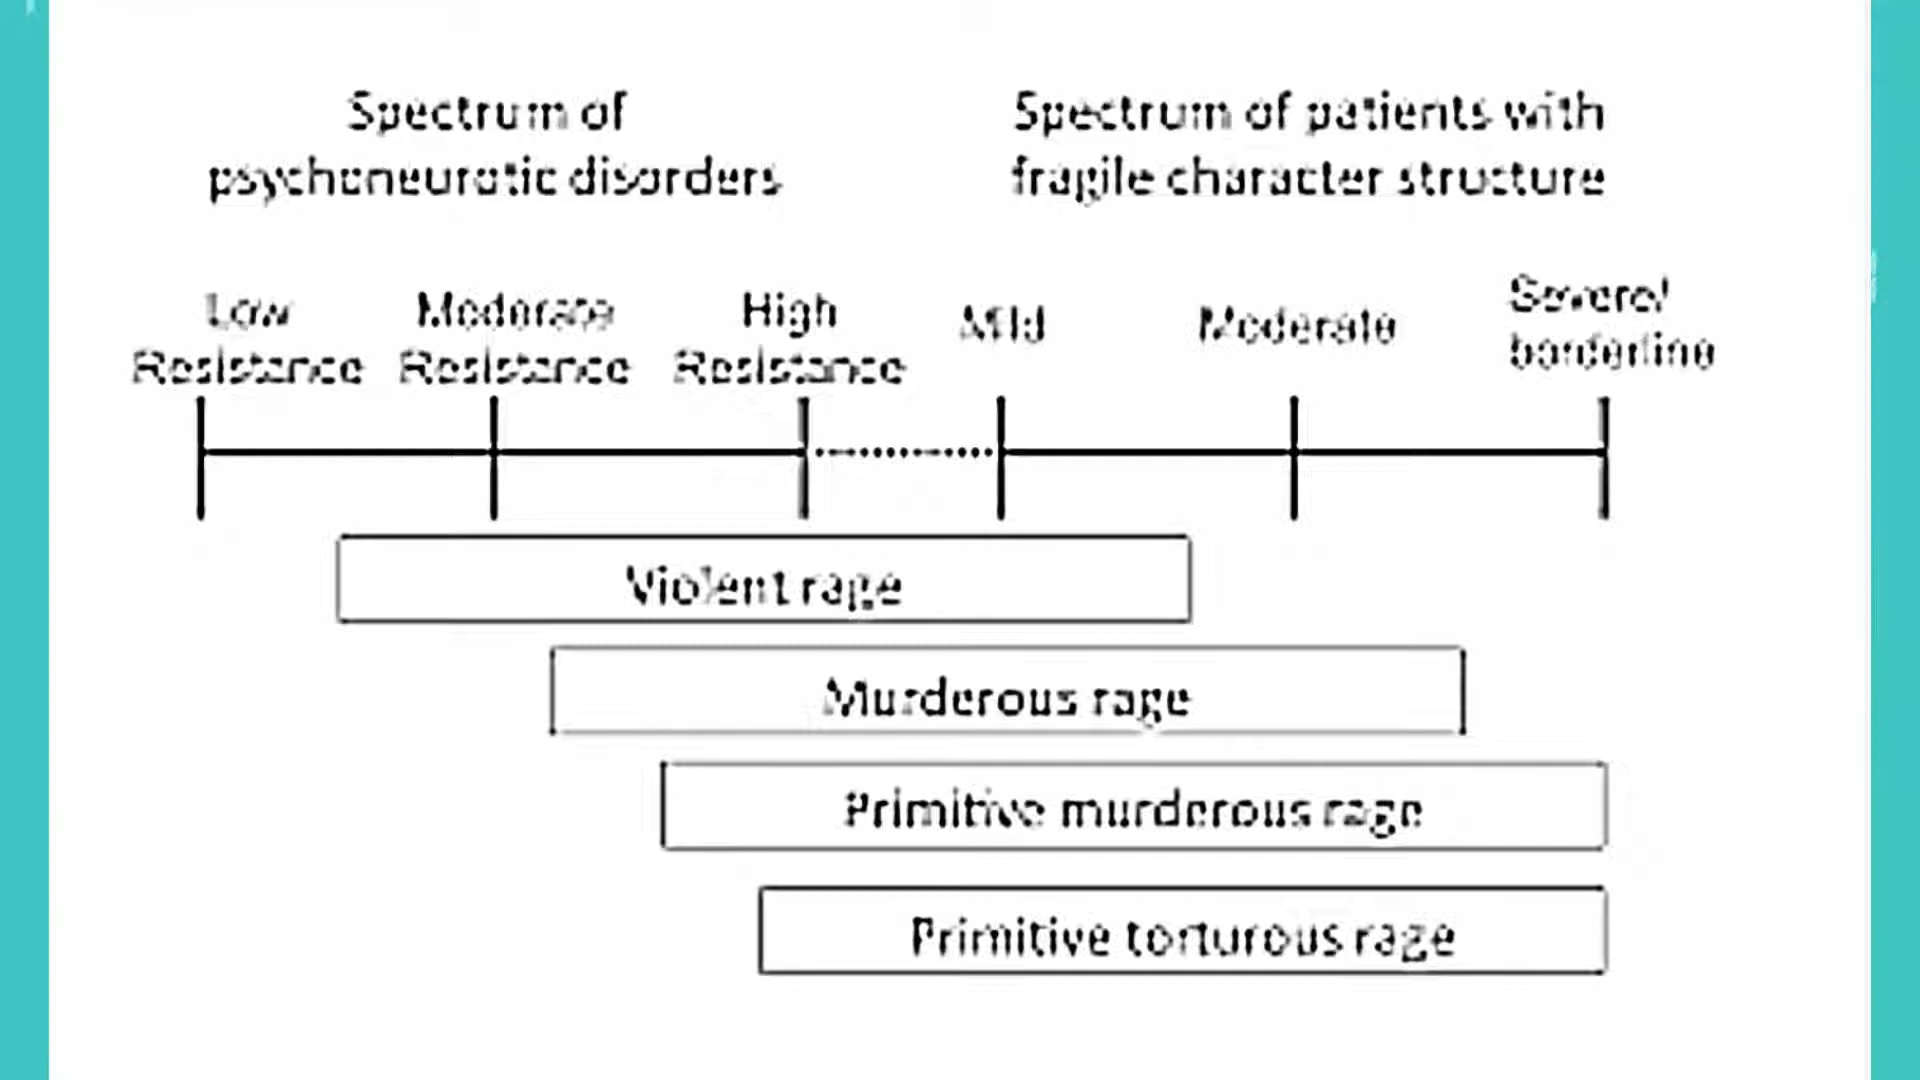 Spectrum of
psychoneurotic disorders
Spectrum of patients with
fragile character structure
Low
Resistance
Moderate
Resistance
High
Resistance
Mild
Moderate
Severe/
borderline
Violent rage
Murderous rage
Primitive murderous rage
Primitive torturous rage